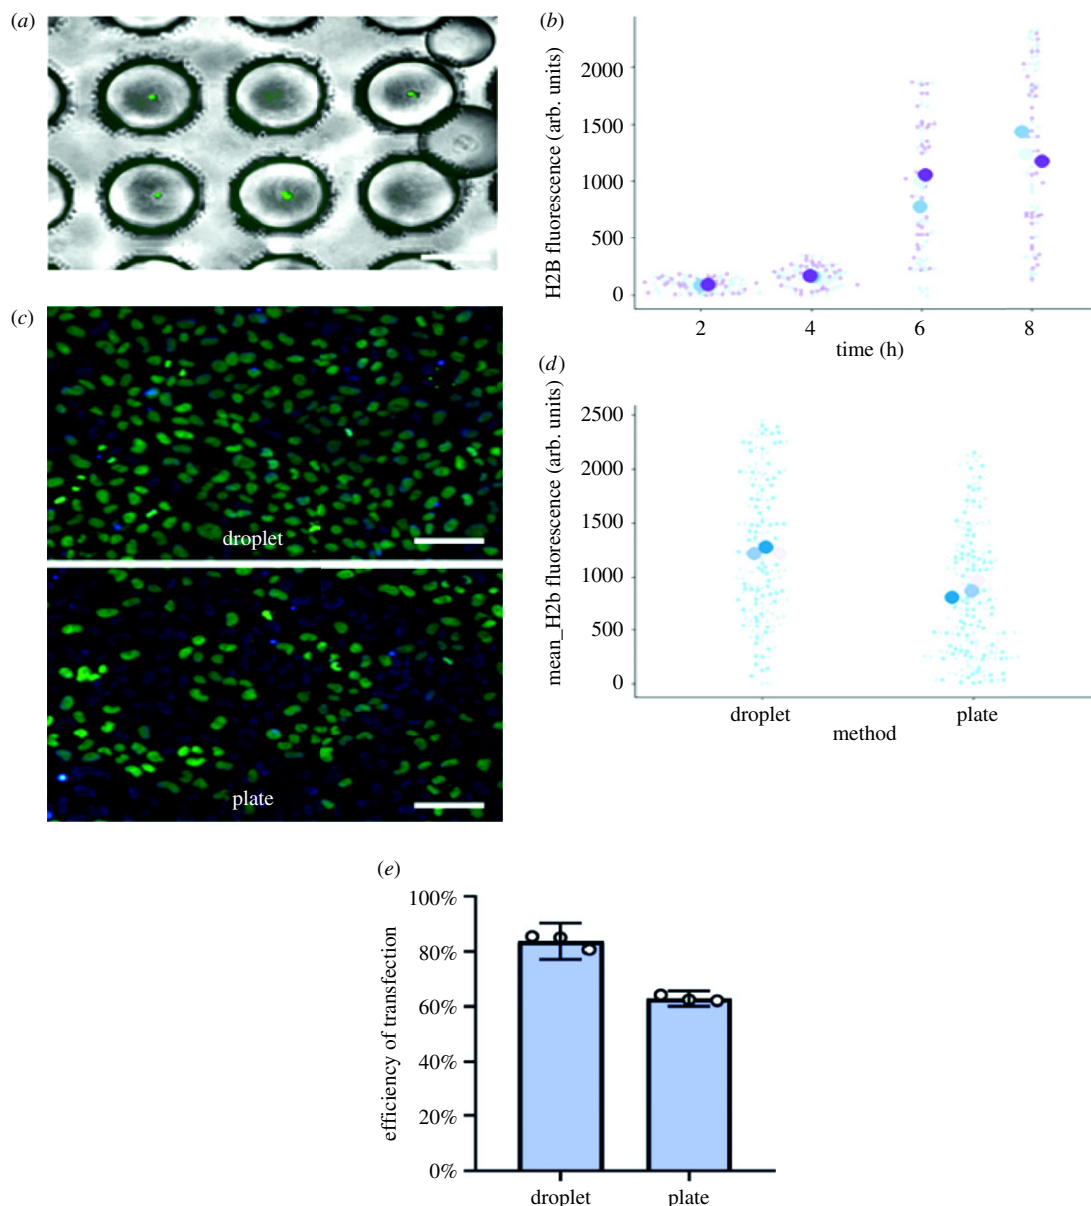 (a)
(b)
H2B fluorescence (arb. units)
2000
1500
1000
500
0
2 4 6 8
time (h)
(c)
droplet
plate
(d)
mean_H2b fluorescence (arb. units)
2500
2000
1500
1000
500
0
droplet plate
method
(e)
efficiency of transfection
100%
80%
60%
40%
20%
0%
droplet plate